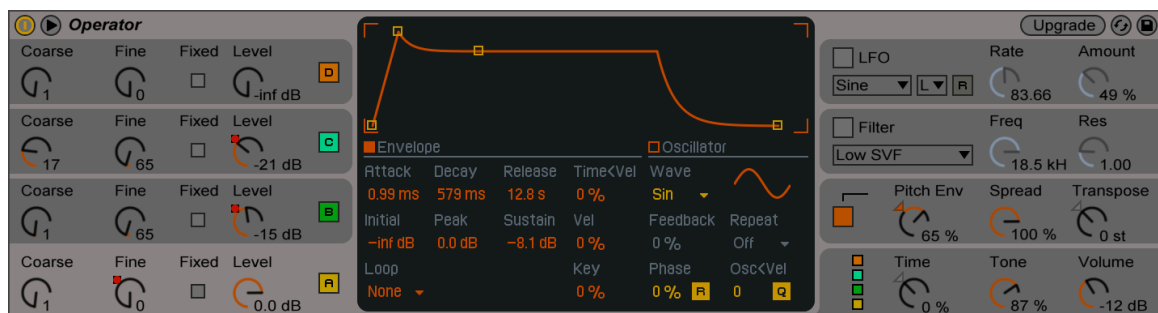 Operator Upgrade
Coarse Fine Fixed Level
1 0 -inf dB D
Coarse Fine Fixed Level
17 65 -21 dB C
Coarse Fine Fixed Level
1 65 -15 dB B
Coarse Fine Fixed Level
1 0 0.0 dB A
Envelope Oscillator
Attack Decay Release Time<Vel Wave
0.99 ms 579 ms 12.8 s 0 % Sin
Initial Peak Sustain Vel Feedback Repeat
-inf dB 0.0 dB -8.1 dB 0 % 0 % Off
Loop Key Phase Osc<Vel
None 0 % 0 % R 0 Q
LFO Rate Amount
Sine L R 83.66 49 %
Filter Freq Res
Low SVF 18.5 kH 1.00
Pitch Env Spread Transpose
65 % 100 % 0 st
Time Tone Volume
0 % 87 % -12 dB